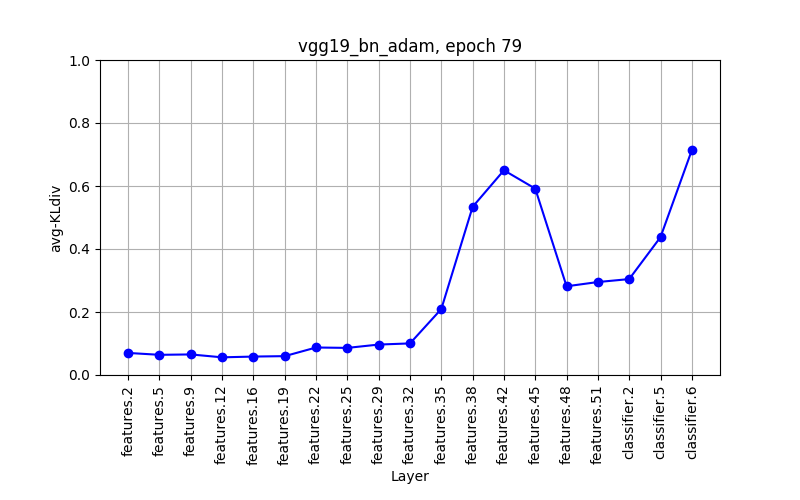 vgg19_bn_adam, epoch 79
1.0
0.8
0.6
0.4
0.2
0.0
avg-KLdiv
features.2
features.5
features.9
features.12
features.16
features.19
features.22
features.25
features.29
features.32
features.35
features.38
features.42
features.45
features.48
features.51
classifier.2
classifier.5
classifier.6
Layer